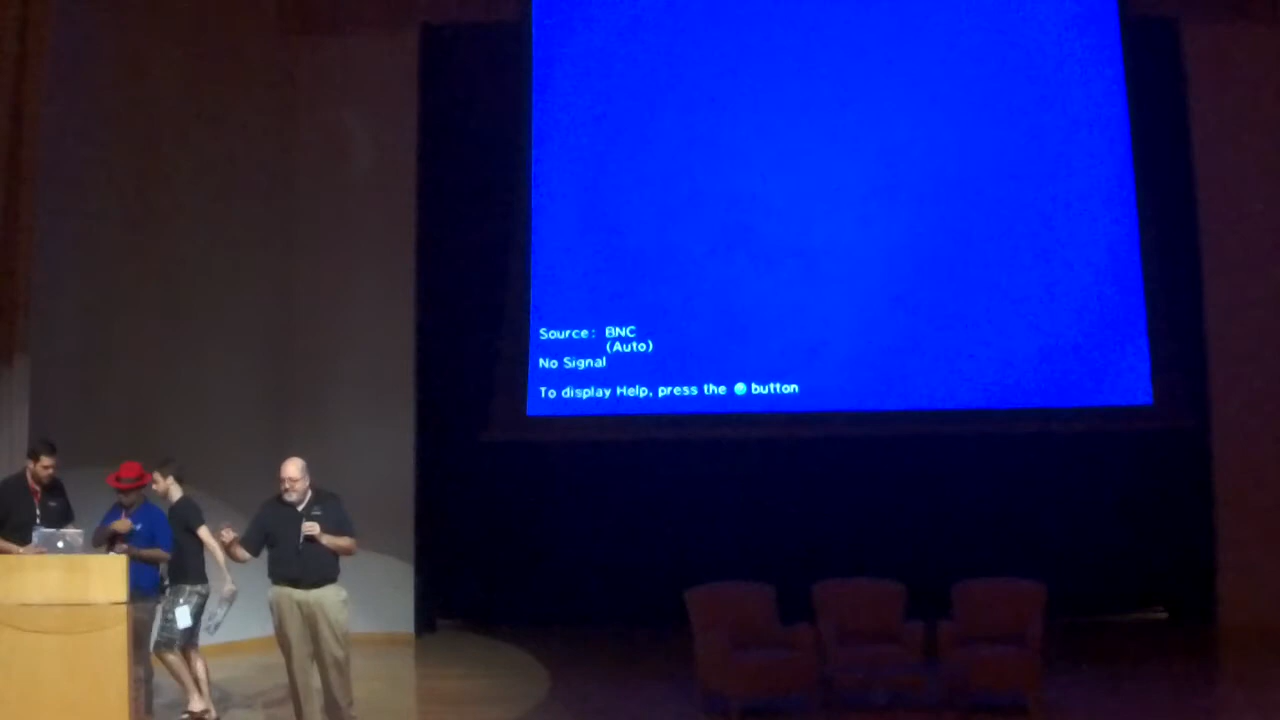 Source: BNC
(Auto)
No Signal
To display Help, press the button